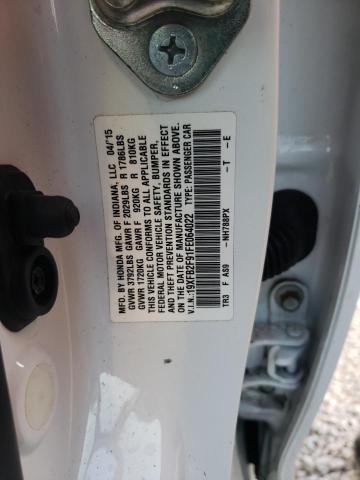 MFD. BY HONDA MFG. OF INDIANA, LLC 04/15
GVWR 3792LBS GAWR F 2029LBS R 1786LBS
GVWR 1720KG GAWR F 920KG R 810KG
THIS VEHICLE CONFORMS TO ALL APPLICABLE
FEDERAL MOTOR VEHICLE SAFETY, BUMPER,
AND THEFT PREVENTION STANDARDS IN EFFECT
ON THE DATE OF MANUFACTURE SHOWN ABOVE.
V.I.N.: 19XFB2F91FE064022 TYPE: PASSENGER CAR
TR3 F AS9 -NH788PX -T -E